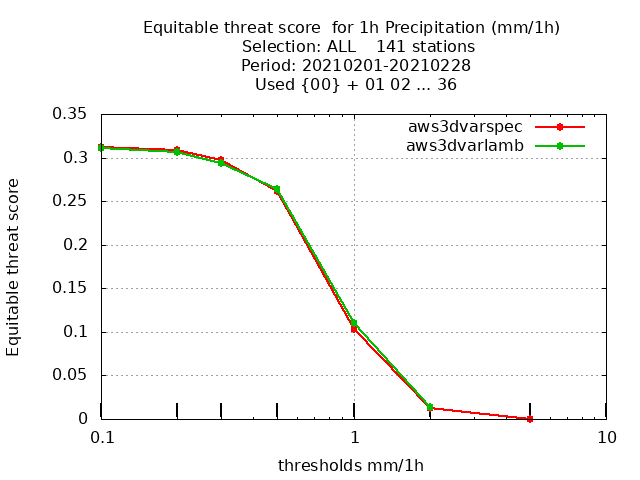 Equitable threat score  for 1h Precipitation (mm/1h)
Selection: ALL    141 stations
Period: 20210201-20210228
Used {00} + 01 02 ... 36
aws3dvarspec
aws3dvarlamb
Equitable threat score
0.35
0.3
0.25
0.2
0.15
0.1
0.05
0
0.1
1
10
thresholds mm/1h